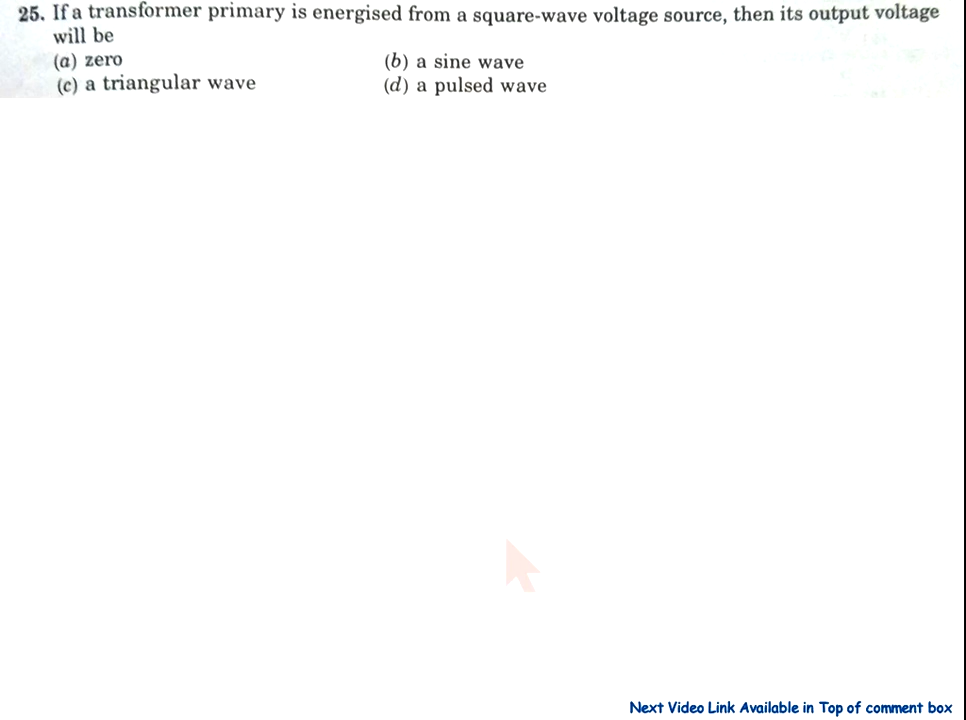 25. If a transformer primary is energised from a square-wave voltage source, then its output voltage
will be
(a) zero (b) a sine wave
(c) a triangular wave (d) a pulsed wave
Next Video Link Available in Top of comment box